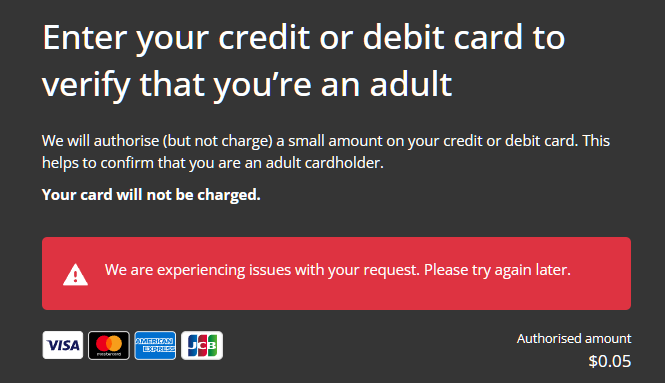 Enter your credit or debit card to
verify that you’re an adult
We will authorise (but not charge) a small amount on your credit or debit card. This
helps to confirm that you are an adult cardholder.
Your card will not be charged.
We are experiencing issues with your request. Please try again later.
VISA mastercard AMERICAN EXPRESS JCB
Authorised amount
$0.05